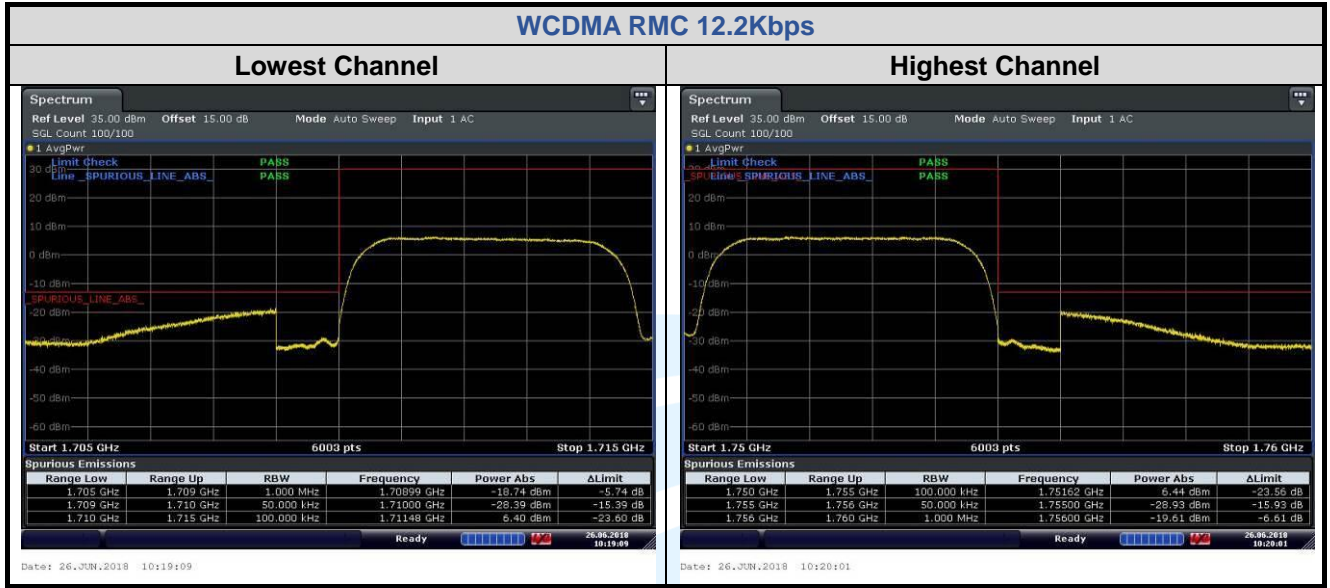 WCDMA RMC 12.2Kbps
Lowest Channel
Highest Channel
Spectrum
Ref Level 35.00 dBm Offset 15.00 dB Mode Auto Sweep Input 1 AC
SGL Count 100/100
1 AvgPwr
Limit Check PASS
30 dBm
Line _SPURIOUS_LINE_ABS_ PASS
20 dBm
10 dBm
0 dBm
-10 dBm
_SPURIOUS_LINE_ABS_
-20 dBm
-30 dBm
-40 dBm
-50 dBm
-60 dBm
Start 1.705 GHz 6003 pts Stop 1.715 GHz
Spurious Emissions
Range Low Range Up RBW Frequency Power Abs ΔLimit
1.705 GHz 1.709 GHz 1.000 MHz 1.70899 GHz -18.74 dBm -5.74 dB
1.709 GHz 1.710 GHz 50.000 kHz 1.71000 GHz -28.39 dBm -15.39 dB
1.710 GHz 1.715 GHz 100.000 kHz 1.71148 GHz 6.40 dBm -23.60 dB
Ready 26.06.2018
10:19:09
Date: 26.JUN.2018 10:19:09
Spectrum
Ref Level 35.00 dBm Offset 15.00 dB Mode Auto Sweep Input 1 AC
SGL Count 100/100
1 AvgPwr
Limit Check PASS
Line _SPURIOUS_LINE_ABS_ PASS
20 dBm
10 dBm
0 dBm
-10 dBm
-20 dBm
-30 dBm
-40 dBm
-50 dBm
-60 dBm
Start 1.75 GHz 6003 pts Stop 1.76 GHz
Spurious Emissions
Range Low Range Up RBW Frequency Power Abs ΔLimit
1.750 GHz 1.755 GHz 100.000 kHz 1.75162 GHz 6.44 dBm -23.56 dB
1.755 GHz 1.756 GHz 50.000 kHz 1.75500 GHz -28.93 dBm -15.93 dB
1.756 GHz 1.760 GHz 1.000 MHz 1.75600 GHz -19.61 dBm -6.61 dB
Ready 26.06.2018
10:20:01
Date: 26.JUN.2018 10:20:01